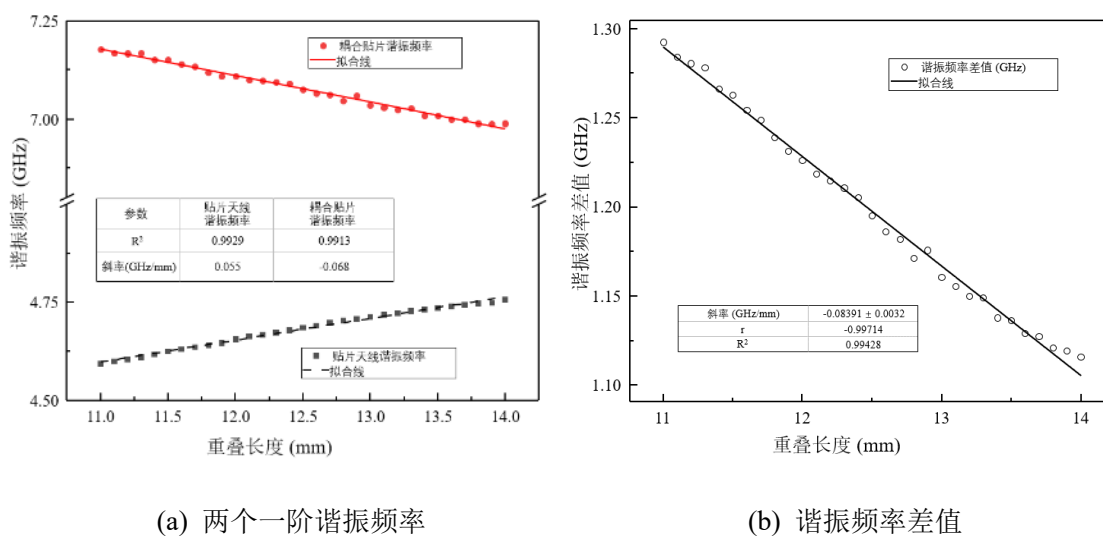 7.25
7.00
4.75
4.50
谐振频率 (GHz)
耦合贴片谐振频率
拟合线
参数 贴片天线谐振频率 耦合贴片谐振频率
R² 0.9929 0.9913
斜率(GHz/mm) 0.055 -0.068
贴片天线谐振频率
拟合线
11.0 11.5 12.0 12.5 13.0 13.5 14.0
重叠长度 (mm)
(a) 两个一阶谐振频率
1.30
1.25
1.20
1.15
1.10
谐振频率差值 (GHz)
谐振频率差值 (GHz)
拟合线
斜率 (GHz/mm) -0.08391 ± 0.0032
r -0.99714
R² 0.99428
11 12 13 14
重叠长度 (mm)
(b) 谐振频率差值